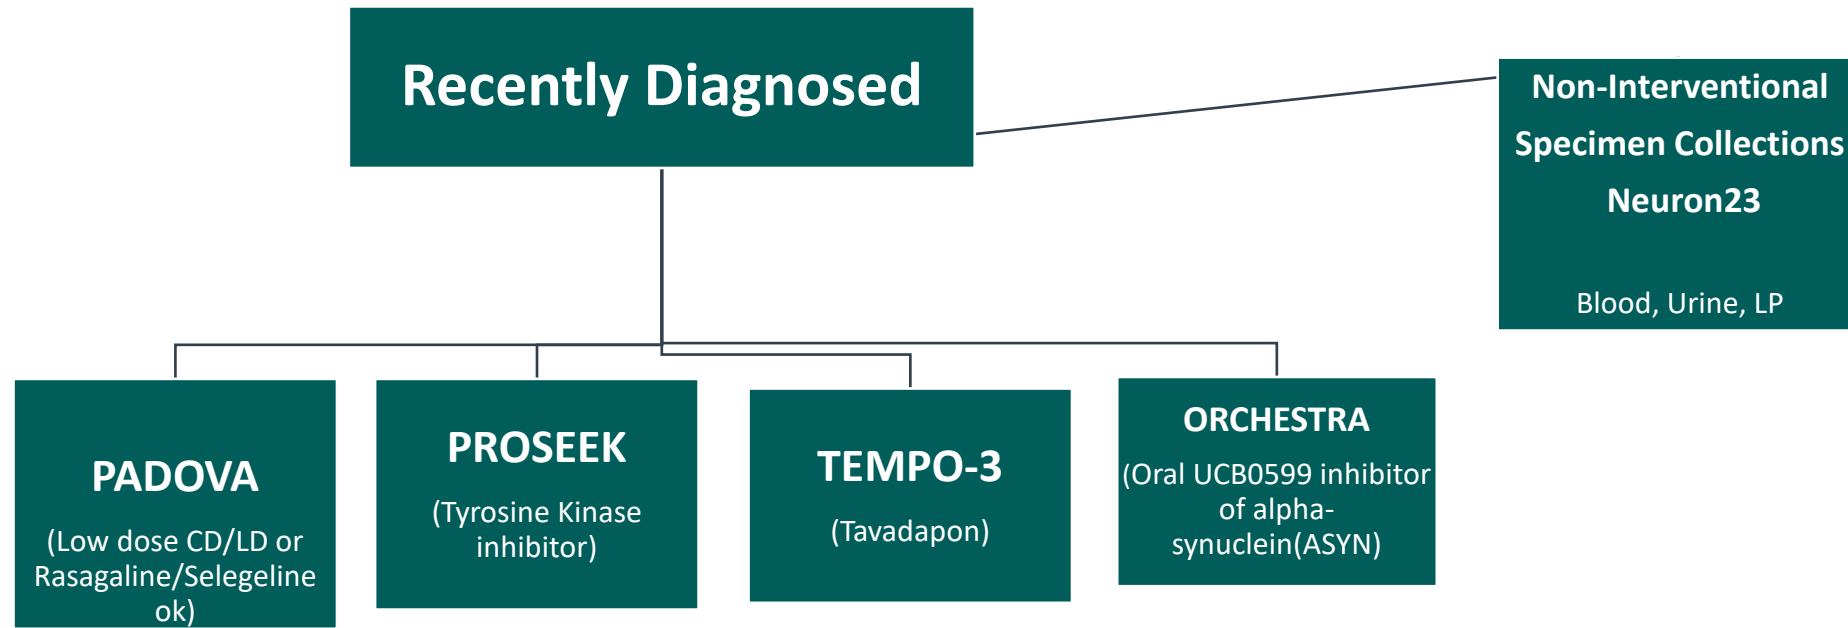 Recently Diagnosed
Non-Interventional
Specimen Collections
Neuron23
Blood, Urine, LP
PADOVA
(Low dose CD/LD or
Rasagaline/Selegeline
ok)
PROSEEK
(Tyrosine Kinase
inhibitor)
TEMPO-3
(Tavadapon)
ORCHESTRA
(Oral UCB0599 inhibitor
of alpha-
synuclein(ASYN)